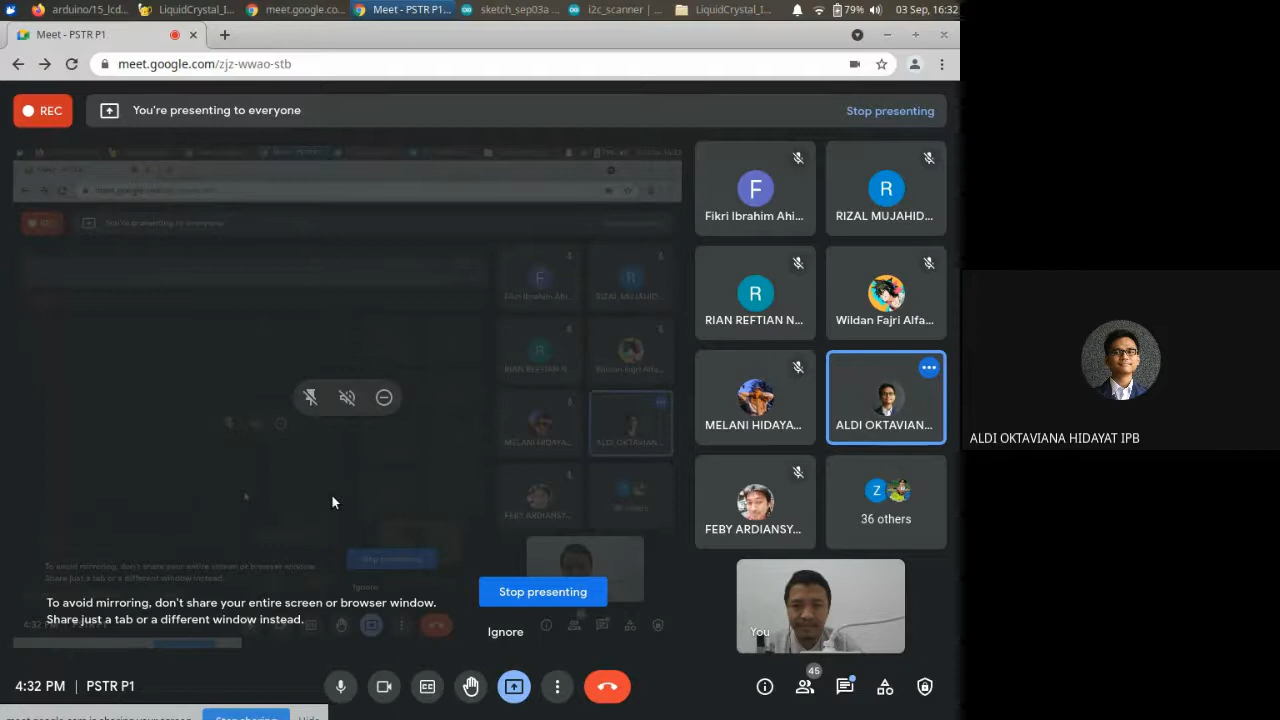 arduino/15_lcd... LiquidCrystal_I... meet.google.co... Meet - PSTR P1... sketch_sep03a ... i2c_scanner | ... LiquidCrystal_I... 79% 03 Sep, 16:32
Meet - PSTR P1
meet.google.com/zjz-wwao-stb
REC
You're presenting to everyone
Stop presenting
F
Fikri Ibrahim Ahi...
R
RIZAL MUJAHID...
R
RIAN REFTIAN N...
Wildan Fajri Alfa...
MELANI HIDAYA...
ALDI OKTAVIAN...
FEBY ARDIANSY...
Z
36 others
ALDI OKTAVIANA HIDAYAT IPB
To avoid mirroring, don't share your entire screen or browser window.
Share just a tab or a different window instead.
Stop presenting
Ignore
You
4:32 PM | PSTR P1
45
meet.google.com is sharing your screen. Stop sharing Hide